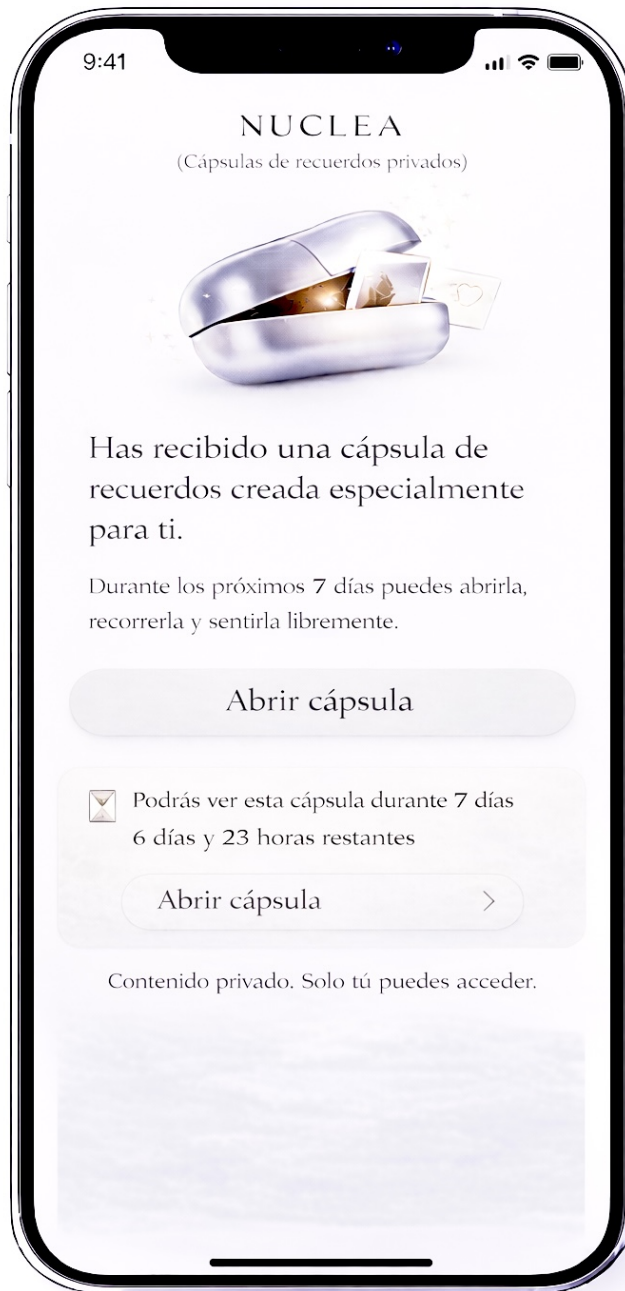 9:41
NUCLEA
(Cápsulas de recuerdos privados)
Has recibido una cápsula de
recuerdos creada especialmente
para ti.
Durante los próximos 7 días puedes abrirla,
recorrerla y sentirla libremente.
Abrir cápsula
Podrás ver esta cápsula durante 7 días
6 días y 23 horas restantes
Abrir cápsula
Contenido privado. Solo tú puedes acceder.